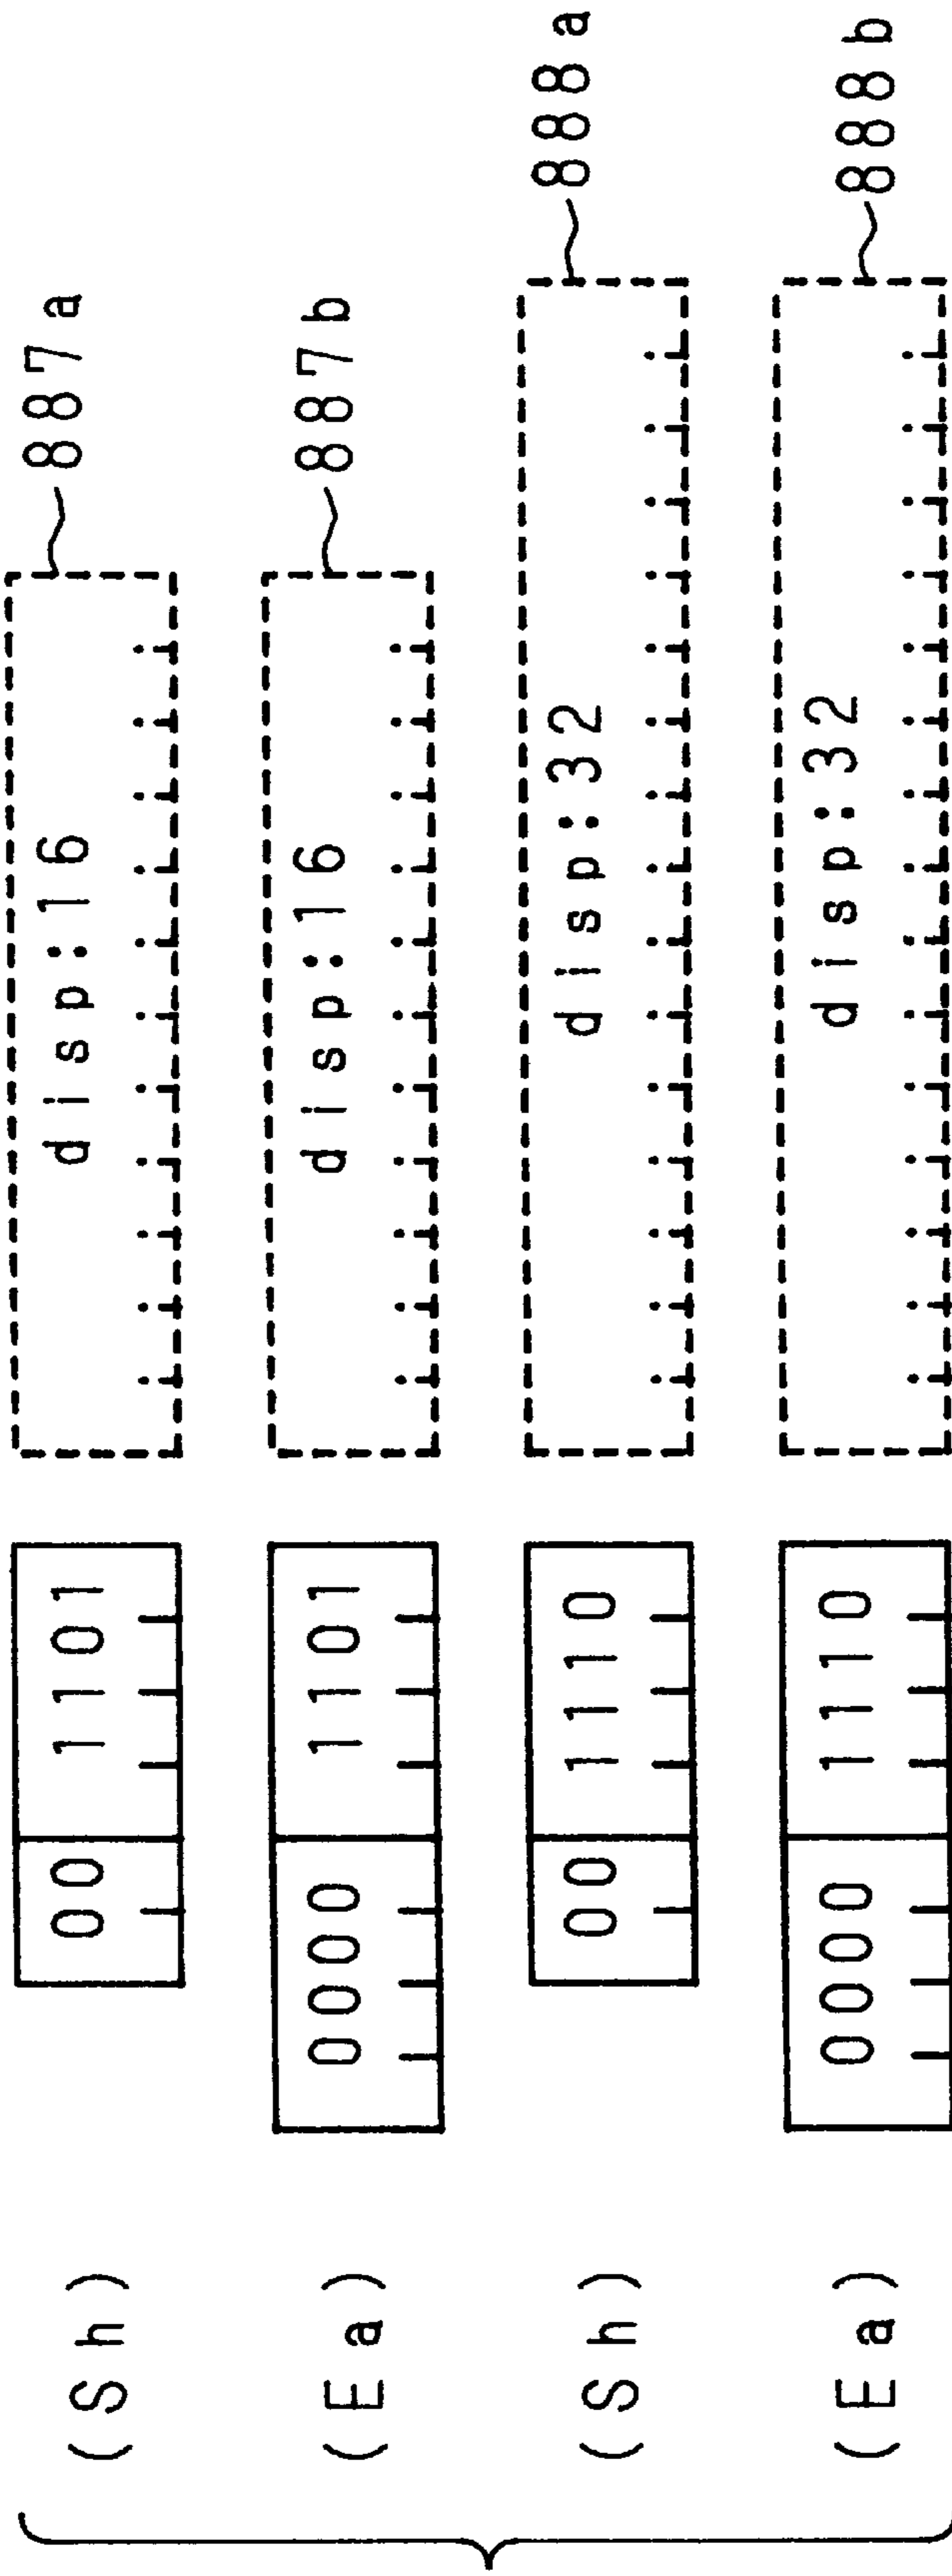 (Sh) 00 1101 disp:16 887a
(Ea) 0000 1101 disp:16 887b
(Sh) 00 1110 disp:32 888a
(Ea) 0000 1110 disp:32 888b